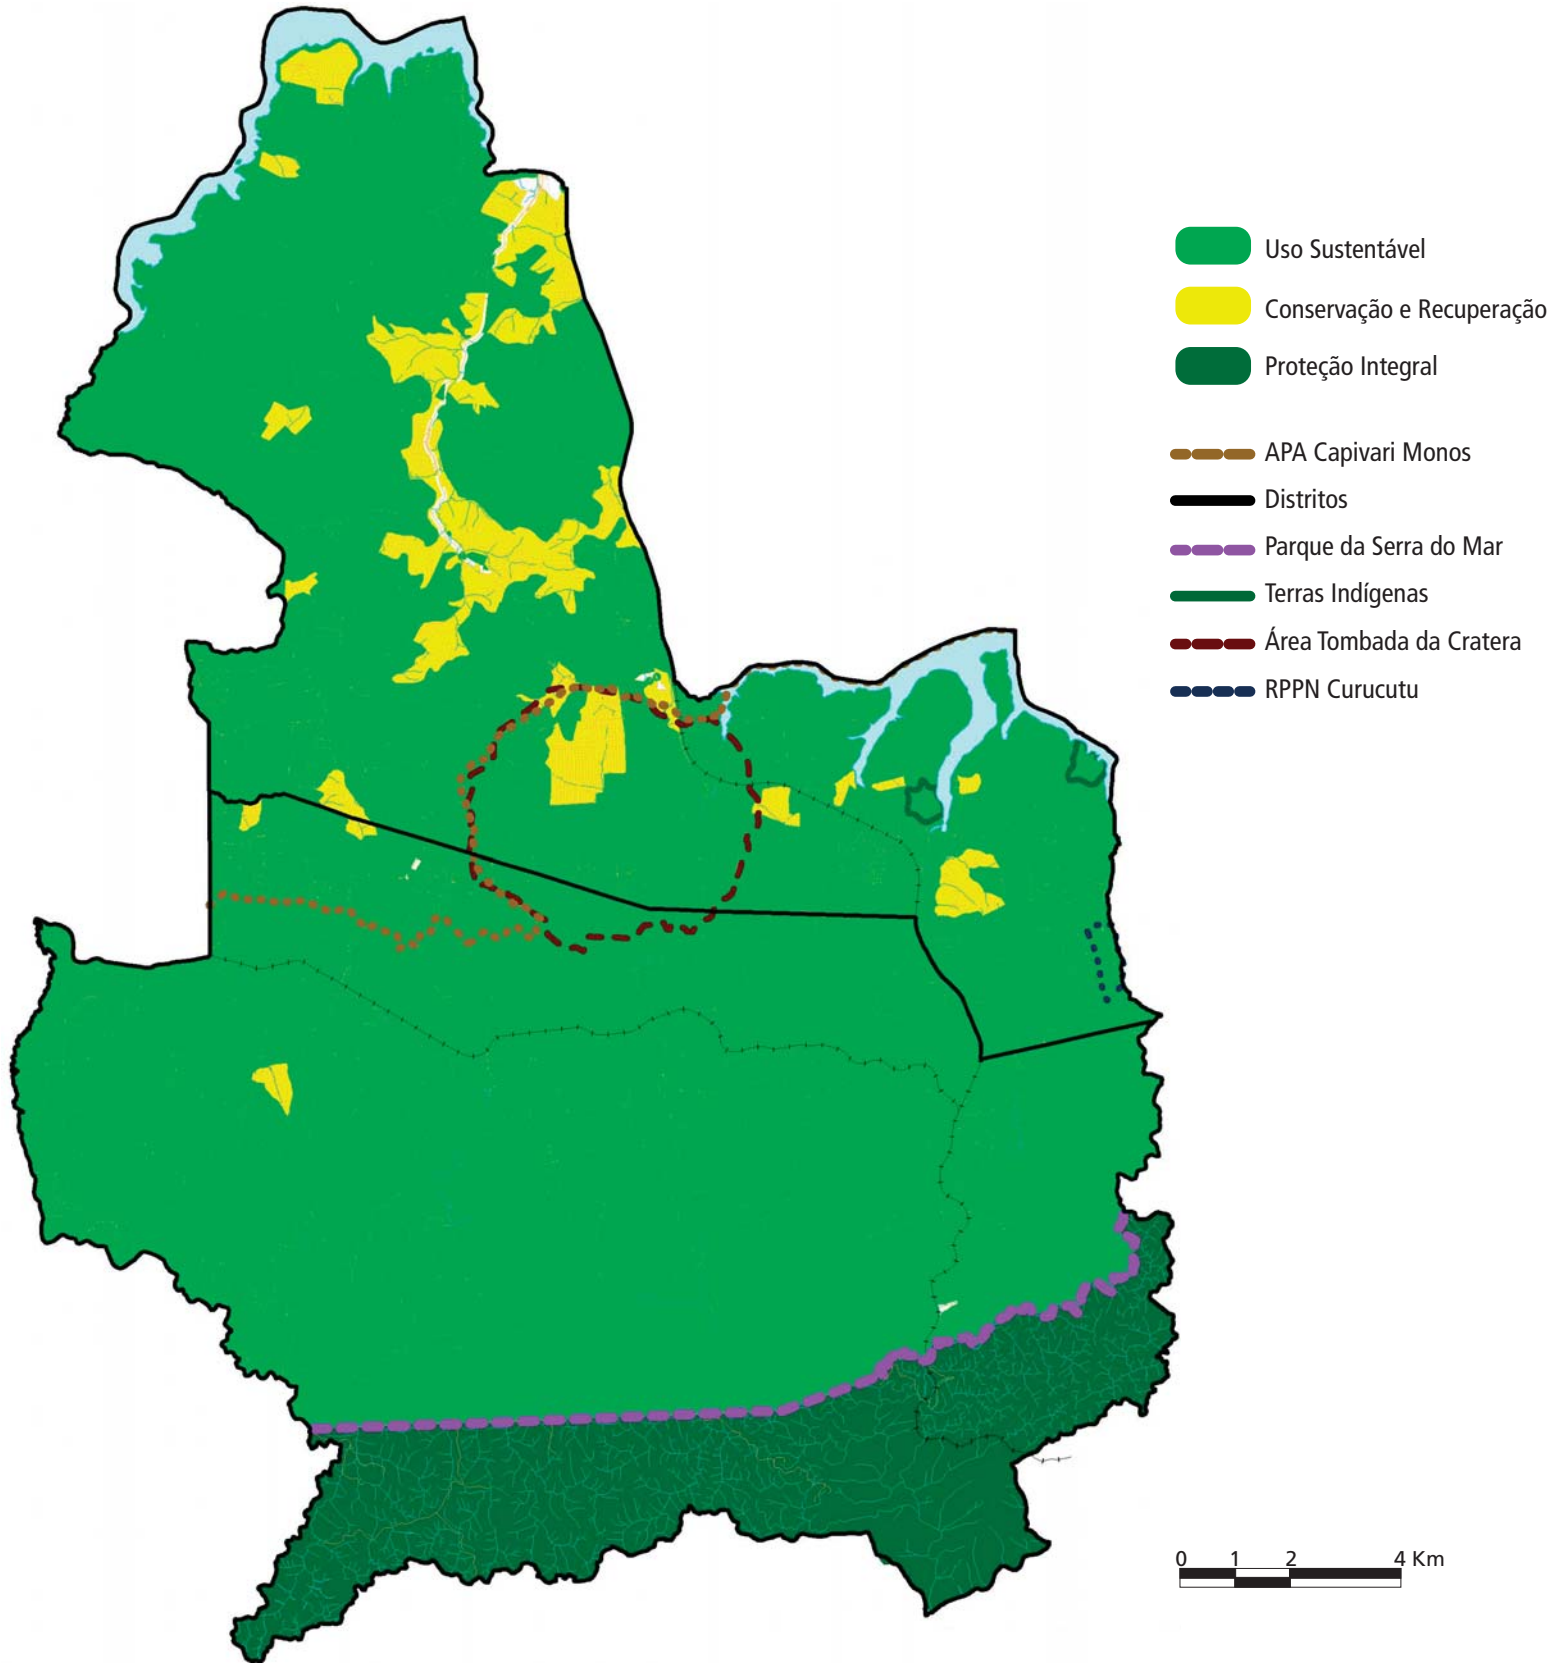 Uso Sustentável
Conservação e Recuperação
Proteção Integral
APA Capivari Monos
Distritos
Parque da Serra do Mar
Terras Indígenas
Área Tombada da Cratera
RPPN Curucutu
0 1 2 4 Km